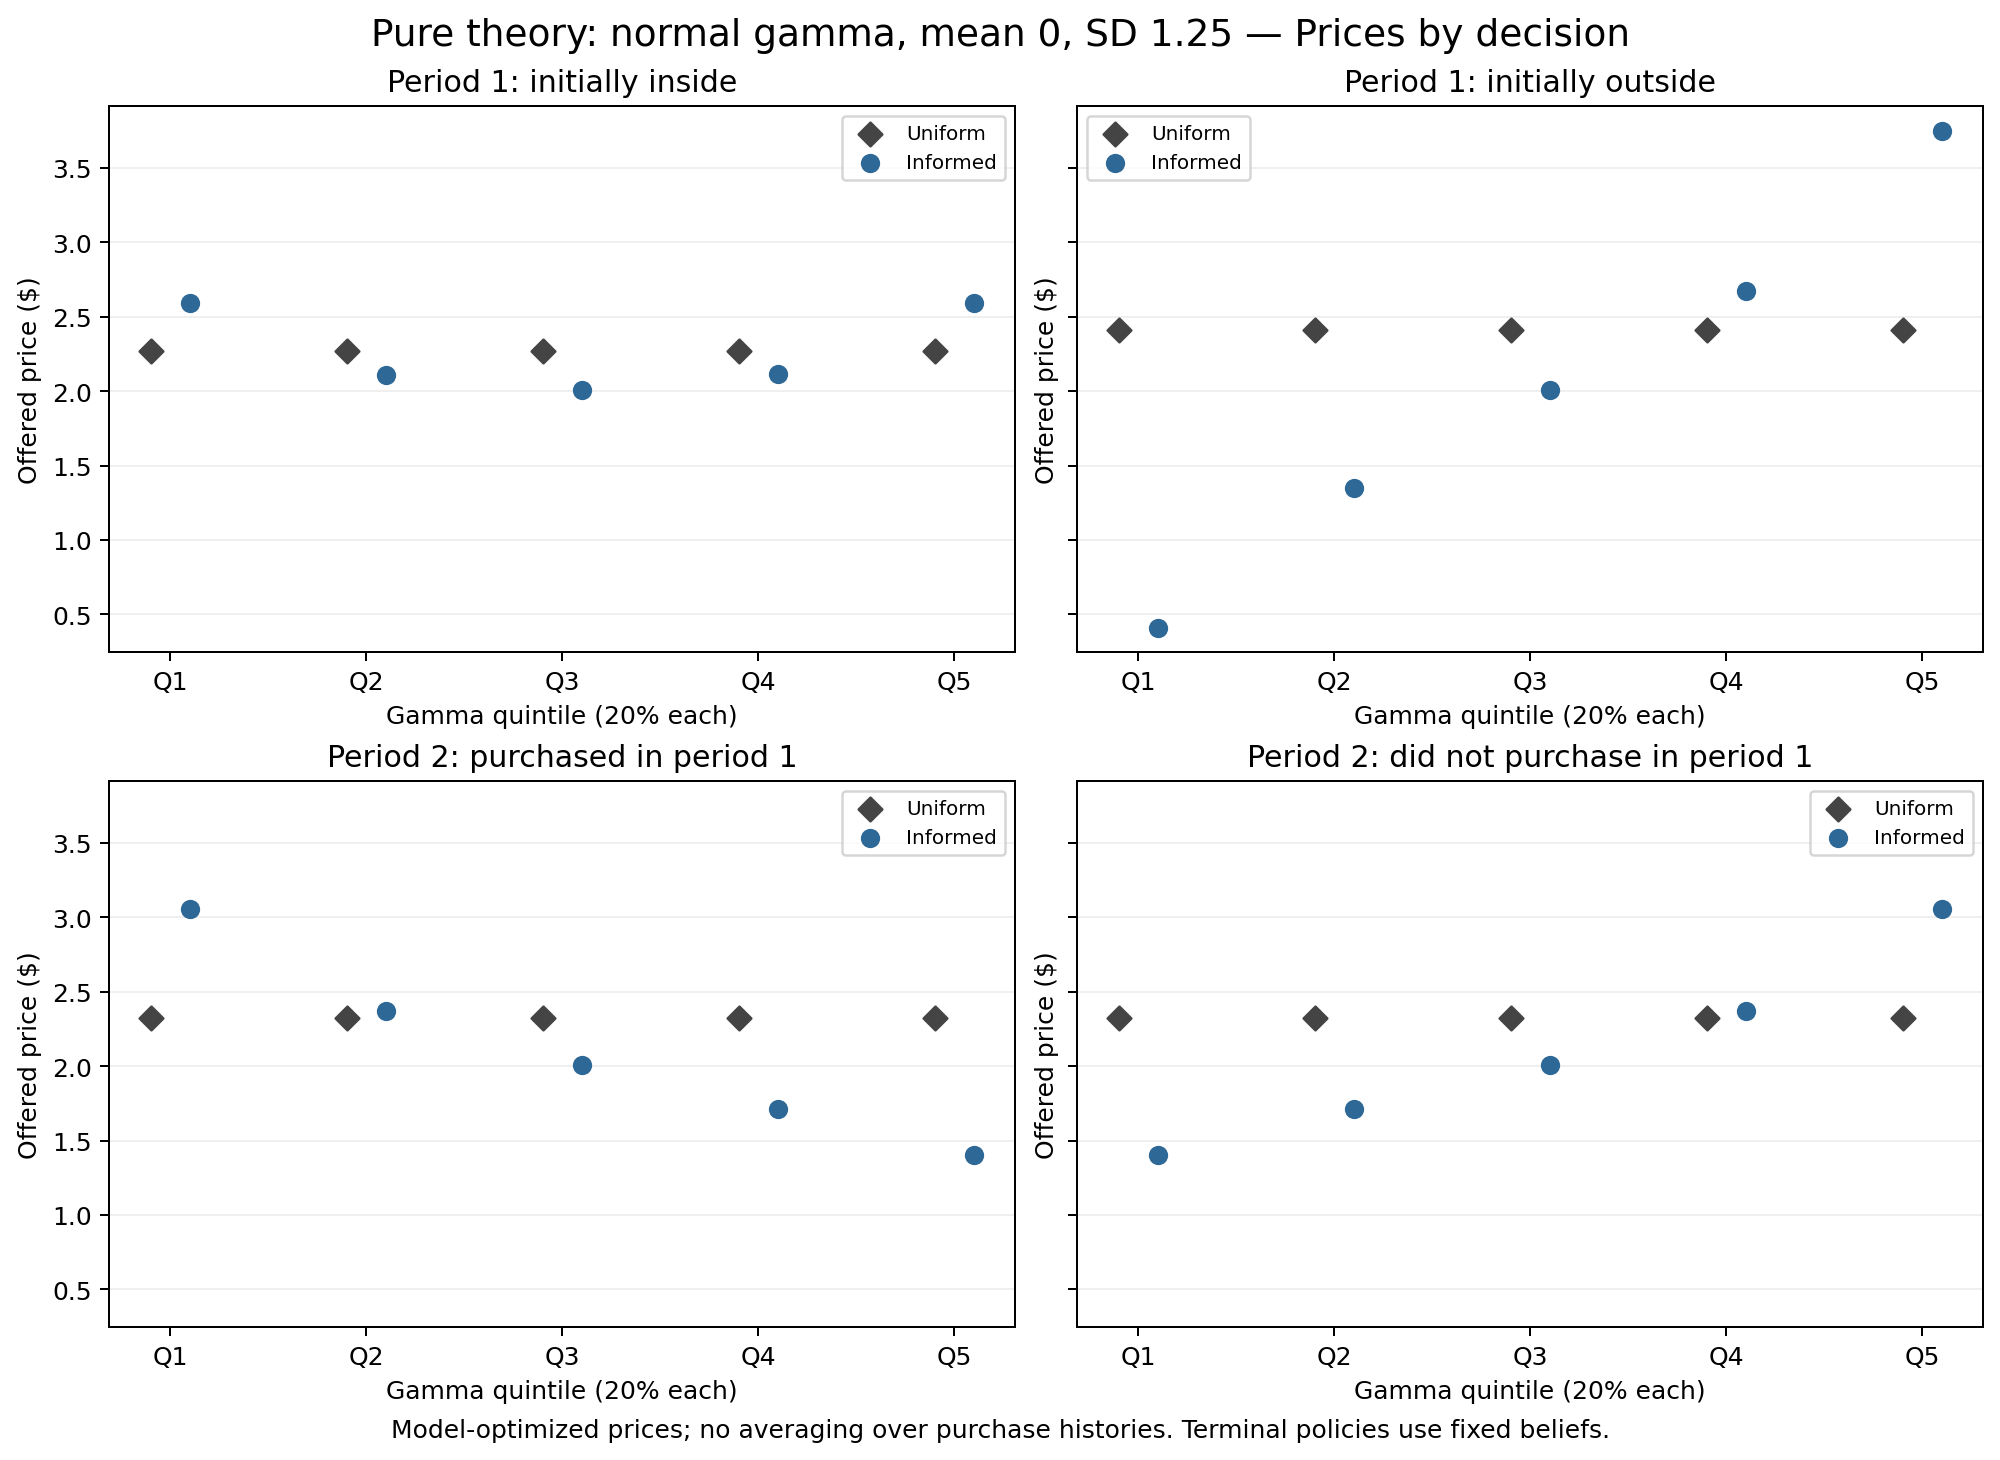 Pure theory: normal gamma, mean 0, SD 1.25 — Prices by decision
Period 1: initially inside
Uniform
Informed
Offered price ($)
3.5
3.0
2.5
2.0
1.5
1.0
0.5
Q1 Q2 Q3 Q4 Q5
Gamma quintile (20% each)
Period 1: initially outside
Uniform
Informed
Offered price ($)
Q1 Q2 Q3 Q4 Q5
Gamma quintile (20% each)
Period 2: purchased in period 1
Uniform
Informed
Offered price ($)
3.5
3.0
2.5
2.0
1.5
1.0
0.5
Q1 Q2 Q3 Q4 Q5
Gamma quintile (20% each)
Period 2: did not purchase in period 1
Uniform
Informed
Offered price ($)
Q1 Q2 Q3 Q4 Q5
Gamma quintile (20% each)
Model-optimized prices; no averaging over purchase histories. Terminal policies use fixed beliefs.